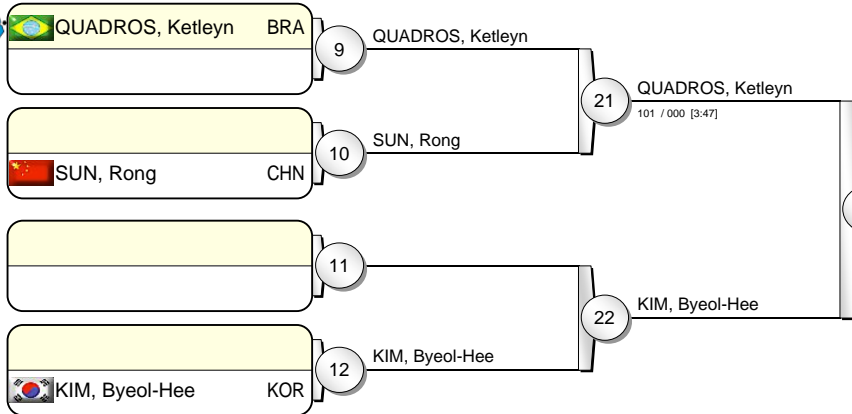 QUADROS, Ketleyn BRA
9
QUADROS, Ketleyn
SUN, Rong CHN
10
SUN, Rong
21
QUADROS, Ketleyn
101 / 000 [3:47]
11
KIM, Byeol-Hee KOR
12
KIM, Byeol-Hee
22
KIM, Byeol-Hee